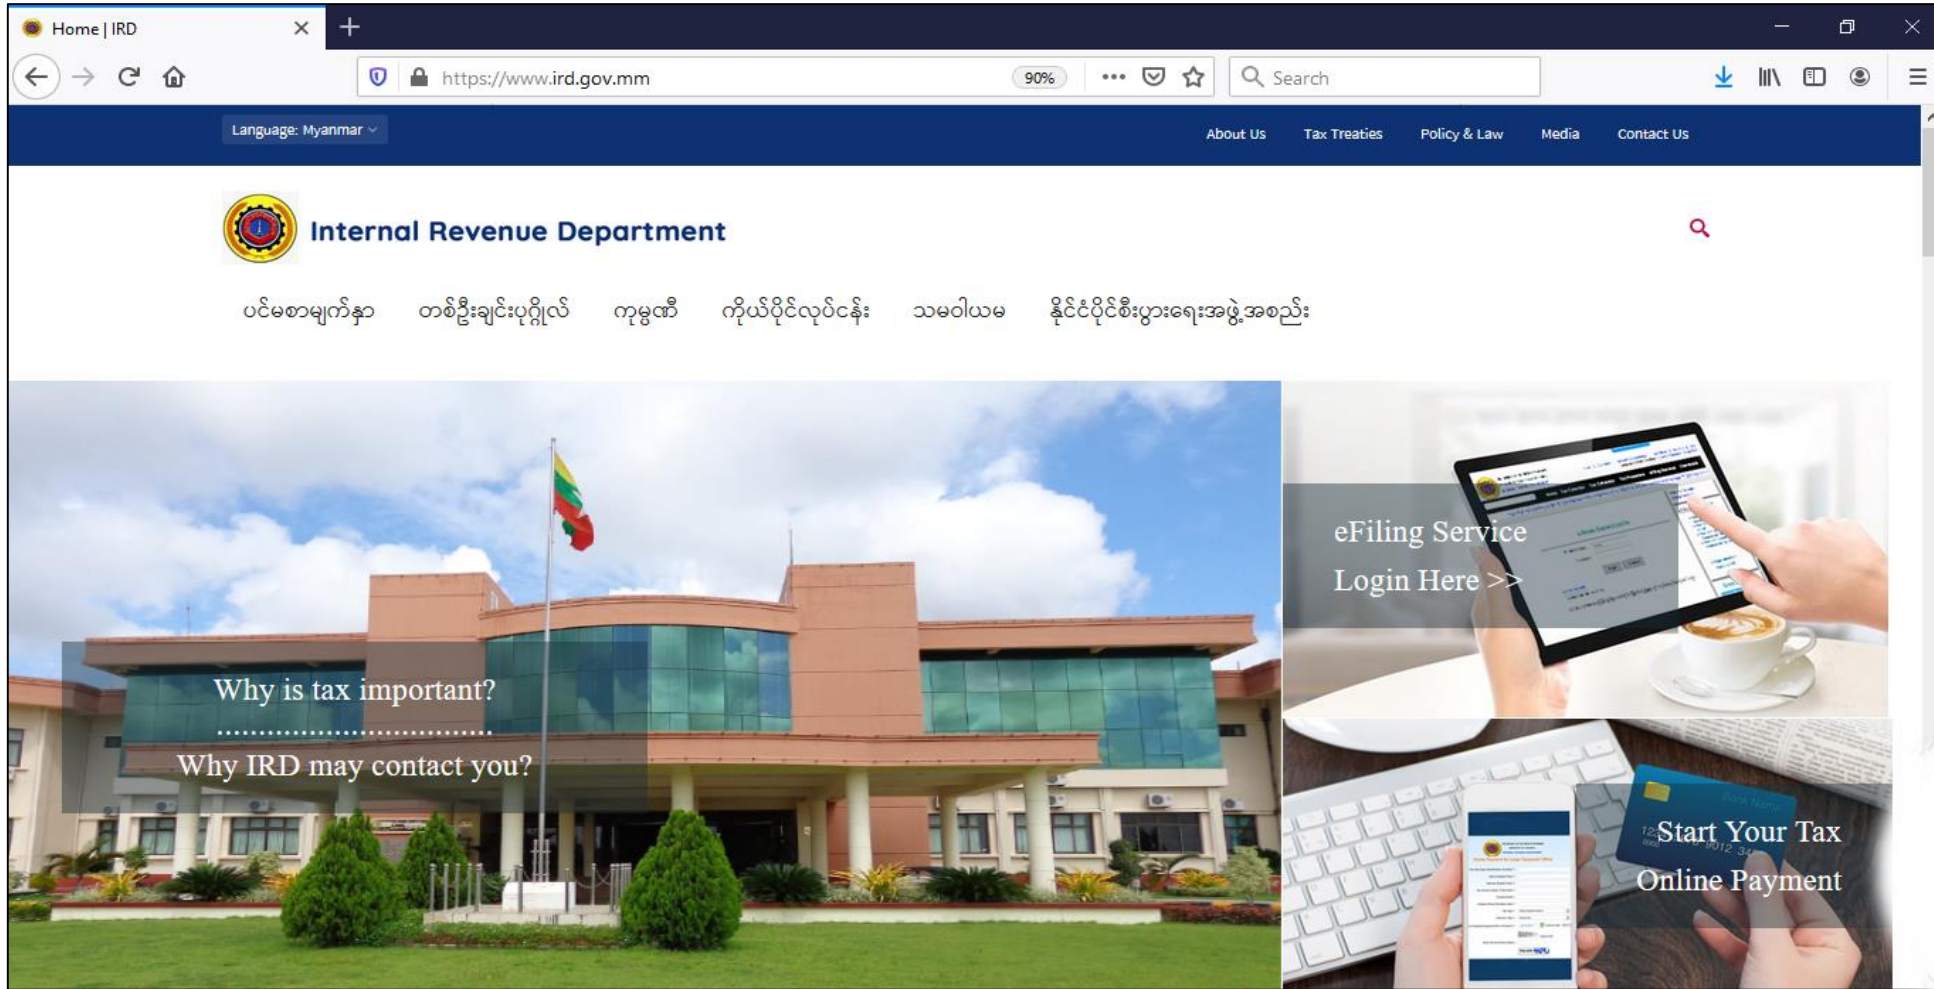 Home | IRD
https://www.ird.gov.mm
90%
Search
Language: Myanmar
About Us
Tax Treaties
Policy & Law
Media
Contact Us
Internal Revenue Department
ပင်မစာမျက်နှာ
တစ်ဦးချင်းပုဂ္ဂိုလ်
ကုမ္ပဏီ
ကိုယ်ပိုင်လုပ်ငန်း
သမဝါယမ
နိုင်ငံပိုင်စီးပွားရေးအဖွဲ့အစည်း
Why is tax important?
Why IRD may contact you?
eFiling Service
Login Here >>
Bank Name
Start Your Tax
Online Payment